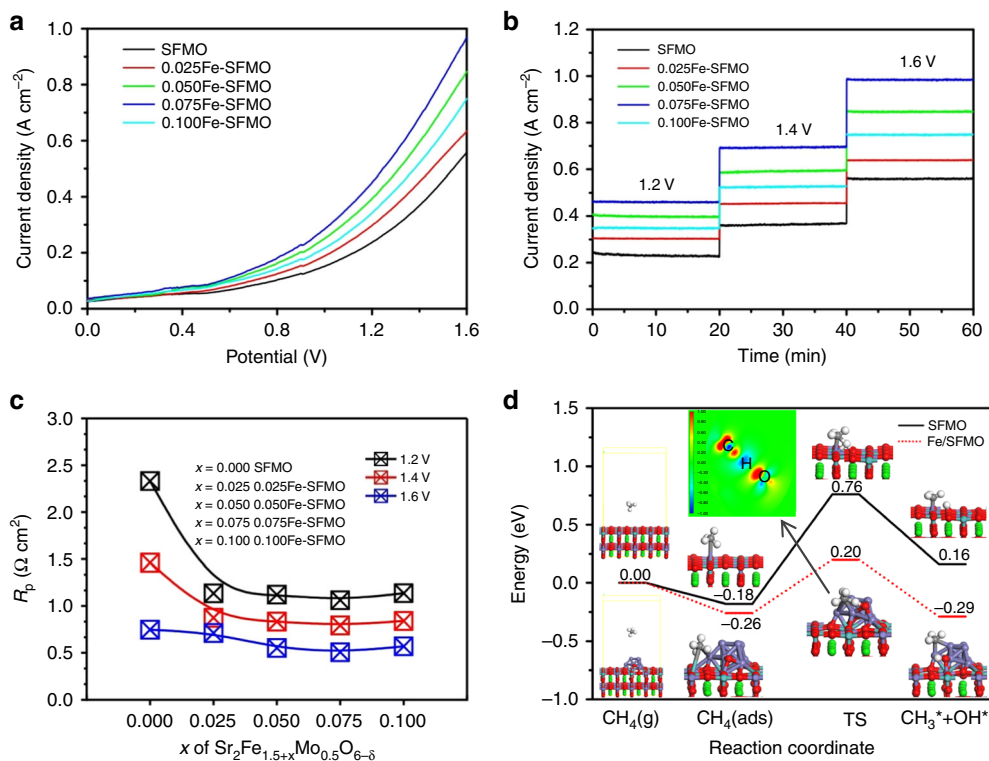 a
1.0
0.8
0.6
0.4
0.2
0.0
Current density (A cm⁻²)
SFMO
0.025Fe-SFMO
0.050Fe-SFMO
0.075Fe-SFMO
0.100Fe-SFMO
0.0 0.4 0.8 1.2 1.6
Potential (V)
b
1.2
1.0
0.8
0.6
0.4
0.2
0.0
Current density (A cm⁻²)
SFMO
0.025Fe-SFMO
0.050Fe-SFMO
0.075Fe-SFMO
0.100Fe-SFMO
1.6 V
1.4 V
1.2 V
0 10 20 30 40 50 60
Time (min)
c
3.0
2.5
2.0
1.5
1.0
0.5
0.0
Rp (Ω cm²)
x = 0.000 SFMO
x = 0.025 0.025Fe-SFMO
x = 0.050 0.050Fe-SFMO
x = 0.075 0.075Fe-SFMO
x = 0.100 0.100Fe-SFMO
1.2 V
1.4 V
1.6 V
0.000 0.025 0.050 0.075 0.100
x of Sr₂Fe₁.₅₊ₓMo₀.₅O₆₋δ
d
1.5
1.0
0.5
0.0
−0.5
−1.0
Energy (eV)
SFMO
Fe/SFMO
C
H
O
0.76
0.20
0.16
0.00
−0.18
−0.26
−0.29
CH₄(g) CH₄(ads) TS CH₃*+OH*
Reaction coordinate